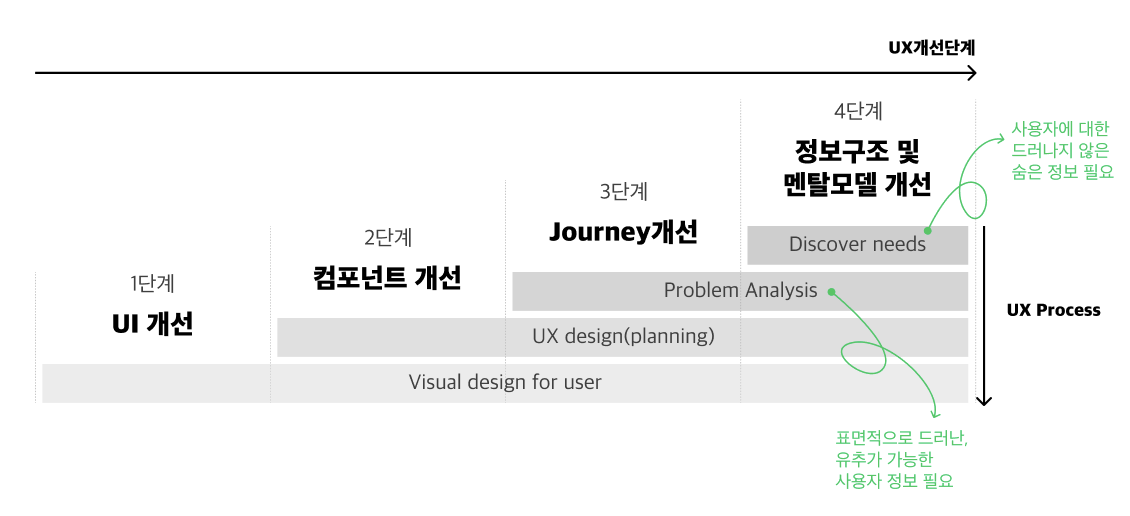 UX개선단계
4단계
정보구조 및
멘탈모델 개선
사용자에 대한
드러나지 않은
숨은 정보 필요
3단계
Journey개선
2단계
컴포넌트 개선
1단계
UI 개선
Discover needs
Problem Analysis
UX design(planning)
Visual design for user
UX Process
표면적으로 드러난,
유추가 가능한
사용자 정보 필요